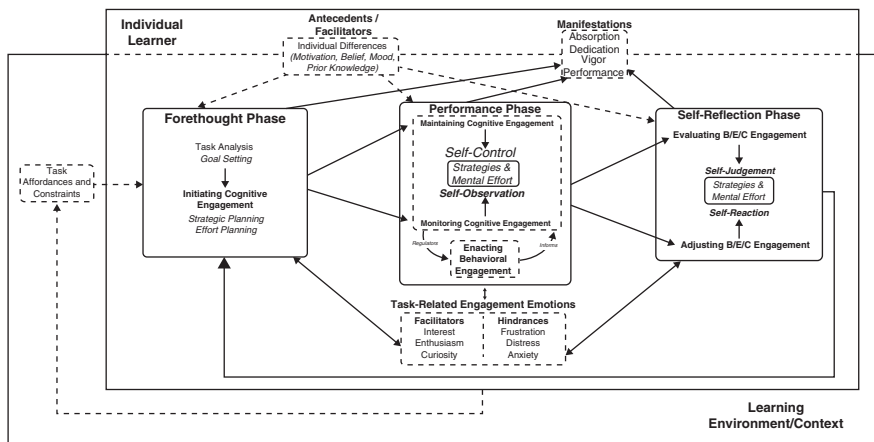 Individual
Learner
Antecedents /
Facilitators
Individual Differences
(Motivation, Belief, Mood,
Prior Knowledge)
Manifestations
Absorption
Dedication
Vigor
Performance
Task
Affordances and
Constraints
Forethought Phase
Task Analysis
Goal Setting
Initiating Cognitive
Engagement
Strategic Planning
Effort Planning
Performance Phase
Maintaining Cognitive Engagement
Self-Control
Strategies &
Mental Effort
Self-Observation
Monitoring Cognitive Engagement
Regulators
Informs
Enacting
Behavioral
Engagement
Self-Reflection Phase
Evaluating B/E/C Engagement
Self-Judgement
Strategies &
Mental Effort
Self-Reaction
Adjusting B/E/C Engagement
Task-Related Engagement Emotions
Facilitators
Interest
Enthusiasm
Curiosity
Hindrances
Frustration
Distress
Anxiety
Learning
Environment/Context